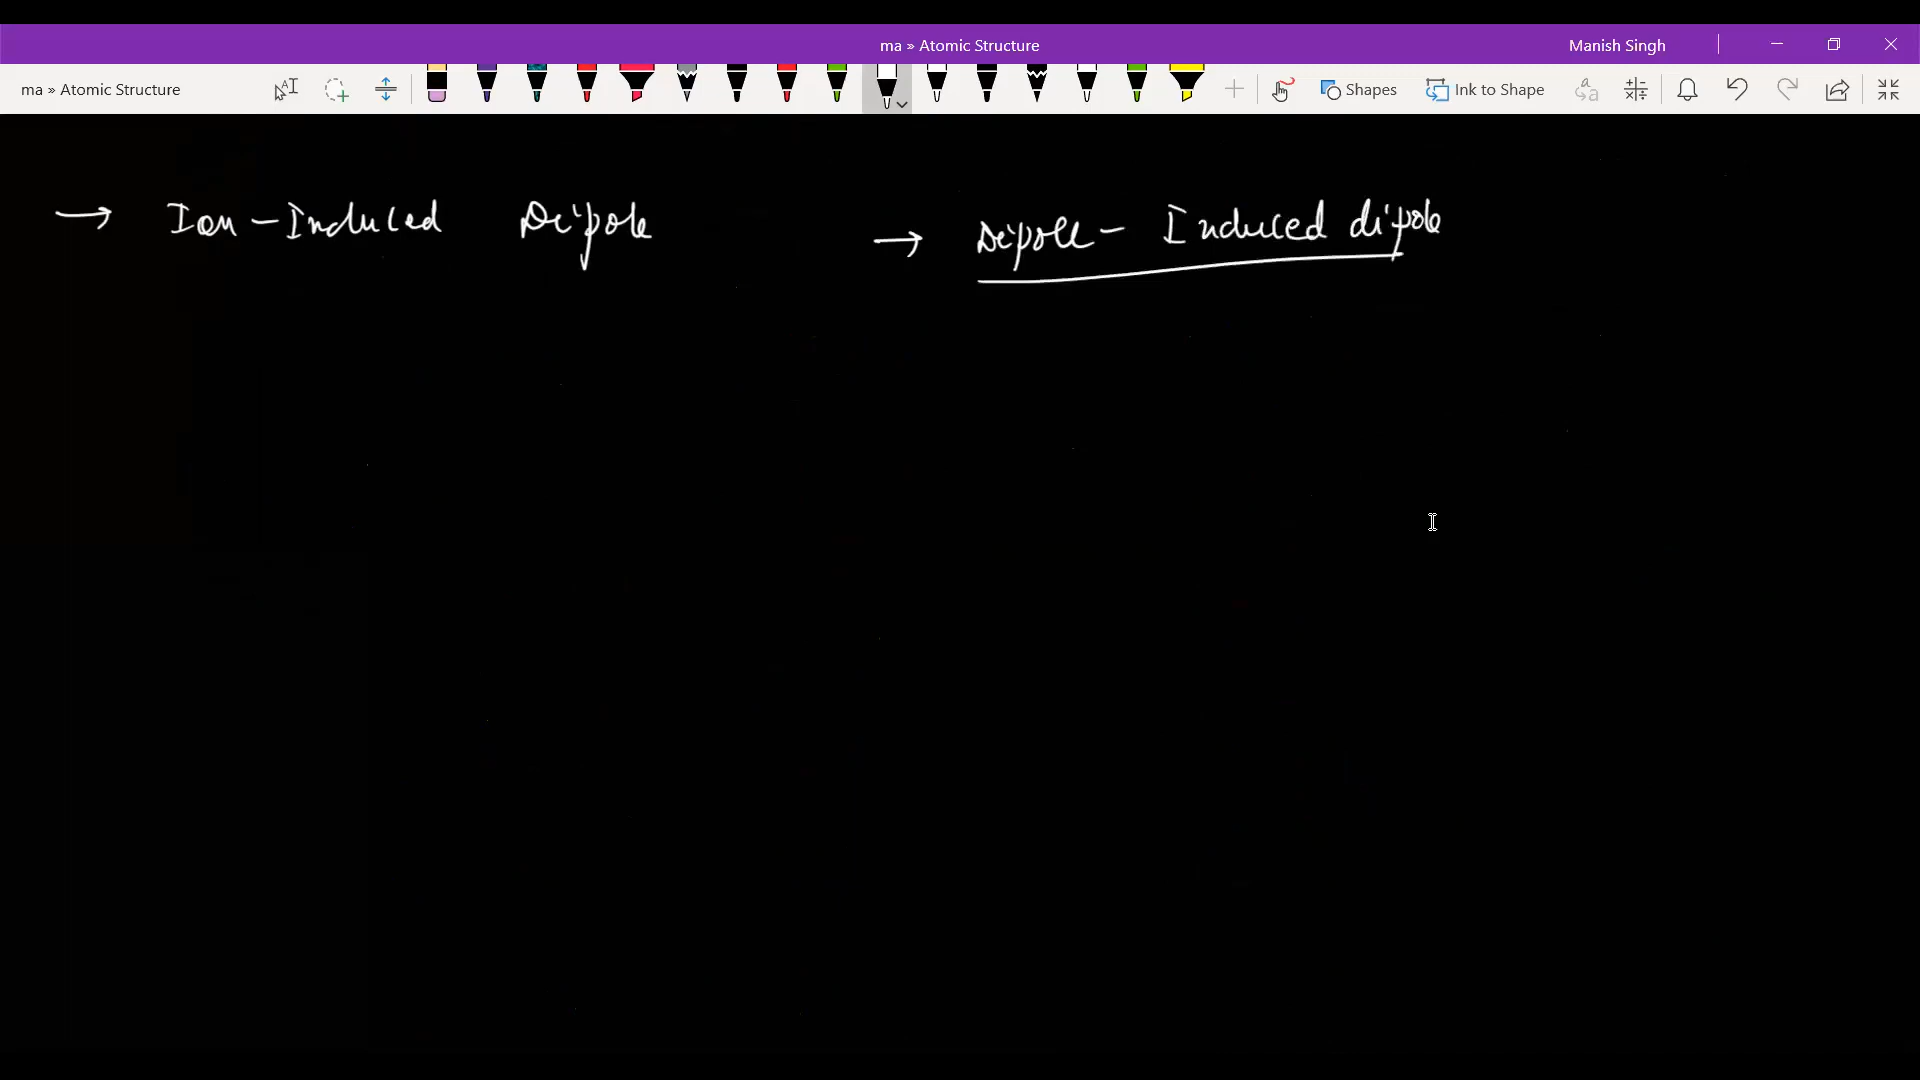 ma » Atomic Structure
Manish Singh
ma » Atomic Structure
Shapes
Ink to Shape
→ Ion - Induced Dipole
→ Dipole - Induced dipole